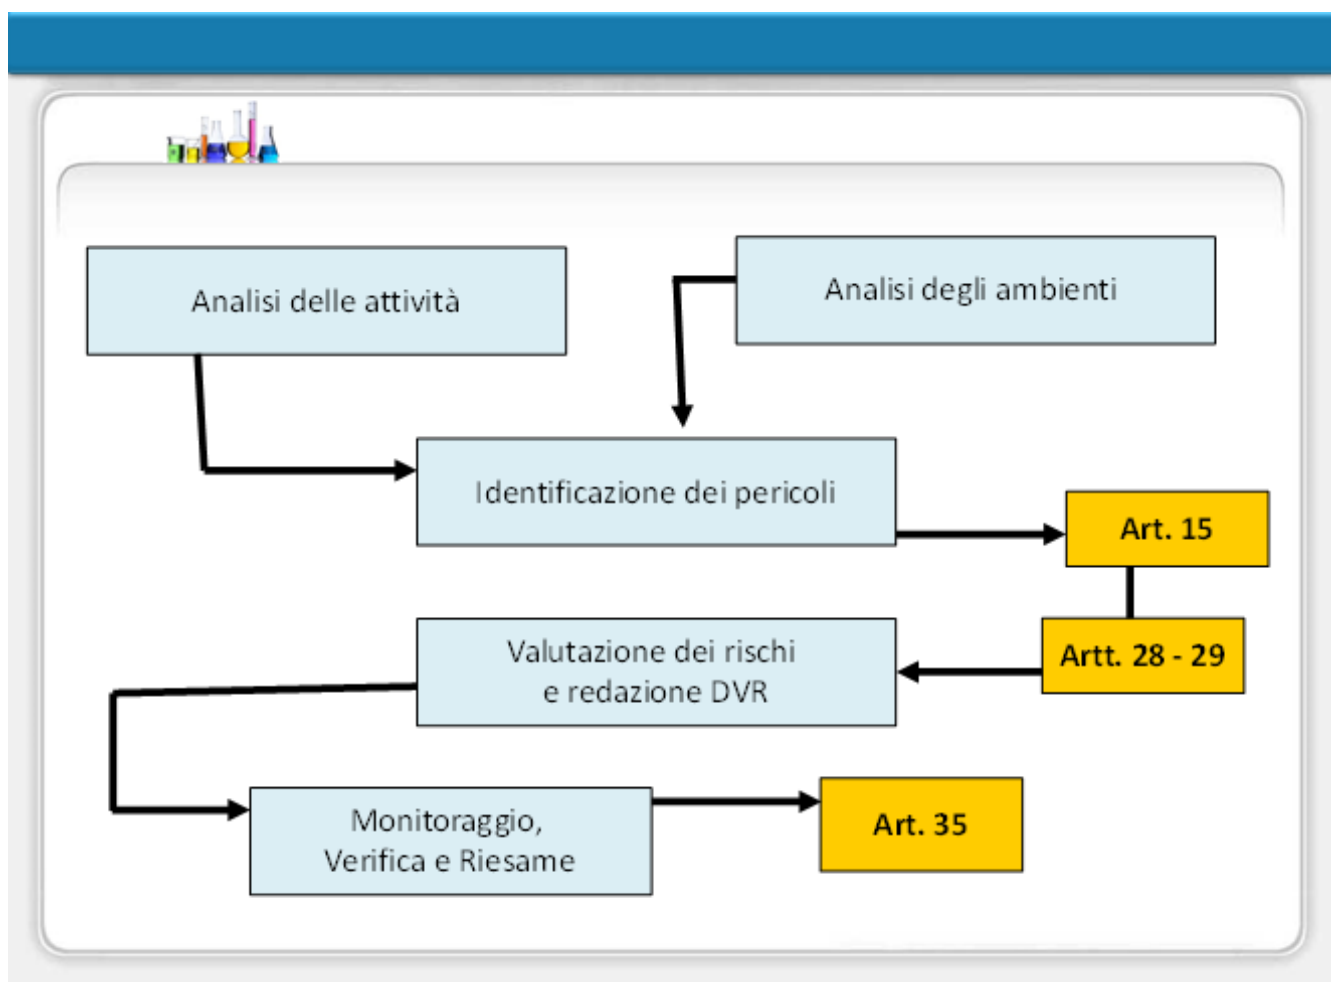 Analisi delle attività
Analisi degli ambienti
Identificazione dei pericoli
Art. 15
Valutazione dei rischi
e redazione DVR
Artt. 28 - 29
Monitoraggio,
Verifica e Riesame
Art. 35